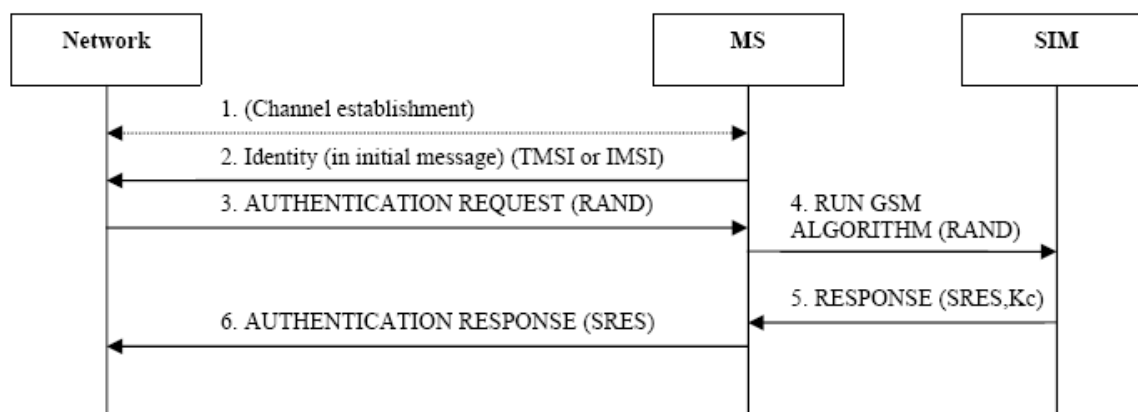 Network
MS
SIM
1. (Channel establishment)
2. Identity (in initial message) (TMSI or IMSI)
3. AUTHENTICATION REQUEST (RAND)
4. RUN GSM
ALGORITHM (RAND)
5. RESPONSE (SRES,Kc)
6. AUTHENTICATION RESPONSE (SRES)